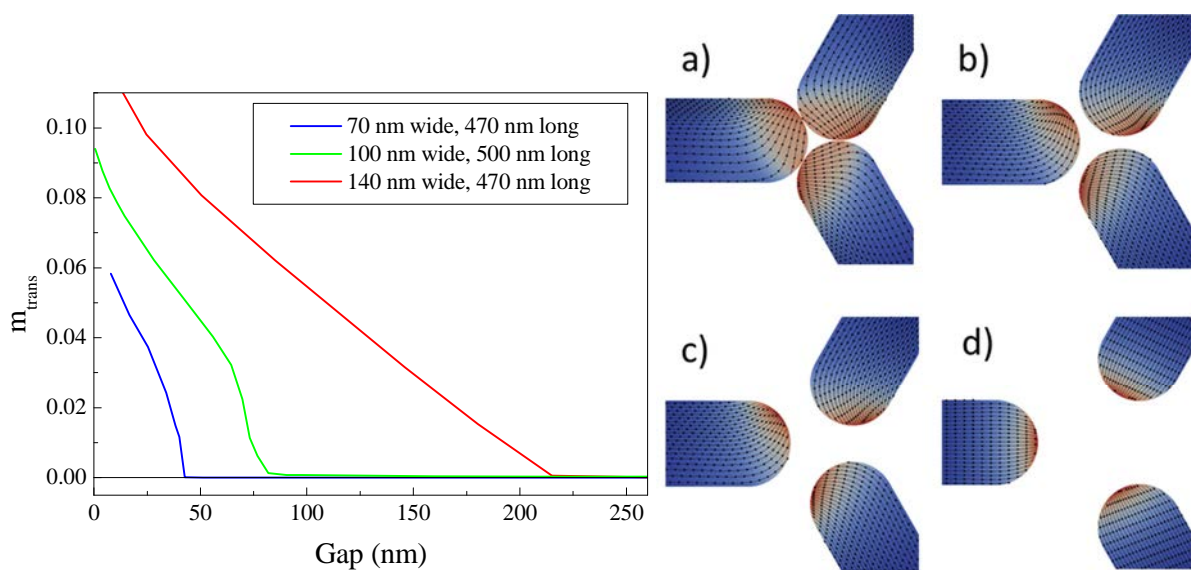 0.10
0.08
0.06
0.04
0.02
0.00
m_trans
0
50
100
150
200
250
Gap (nm)
70 nm wide, 470 nm long
100 nm wide, 500 nm long
140 nm wide, 470 nm long
a)
b)
c)
d)